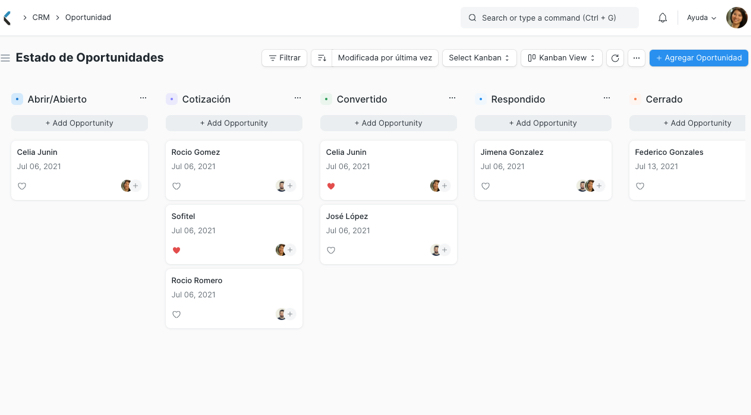 CRM > Oportunidad
Search or type a command (Ctrl + G)
Ayuda
Estado de Oportunidades
Filtrar
Modificada por última vez
Select Kanban
Kanban View
...
+ Agregar Oportunidad
Abrir/Abierto ...
+ Add Opportunity
Celia Junin
Jul 06, 2021
+
Cotización ...
+ Add Opportunity
Rocio Gomez
Jul 06, 2021
+
Sofitel
Jul 06, 2021
+
Rocio Romero
Jul 06, 2021
+
Convertido ...
+ Add Opportunity
Celia Junin
Jul 06, 2021
+
José López
Jul 06, 2021
+
Respondido ...
+ Add Opportunity
Jimena Gonzalez
Jul 06, 2021
+
Cerrado
+ Add Opportunity
Federico Gonzales
Jul 13, 2021